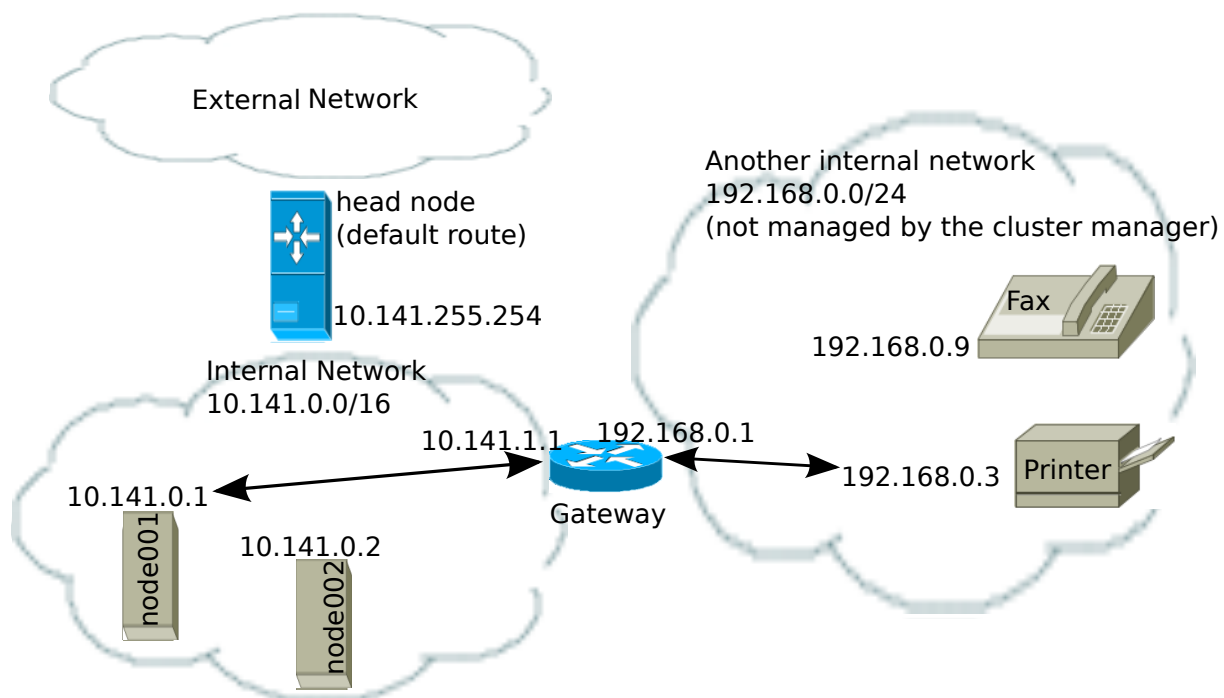 External Network
head node
(default route)
10.141.255.254
Another internal network
192.168.0.0/24
(not managed by the cluster manager)
Fax
192.168.0.9
Internal Network
10.141.0.0/16
10.141.1.1
192.168.0.1
192.168.0.3
Printer
Gateway
10.141.0.1
node001
10.141.0.2
node002